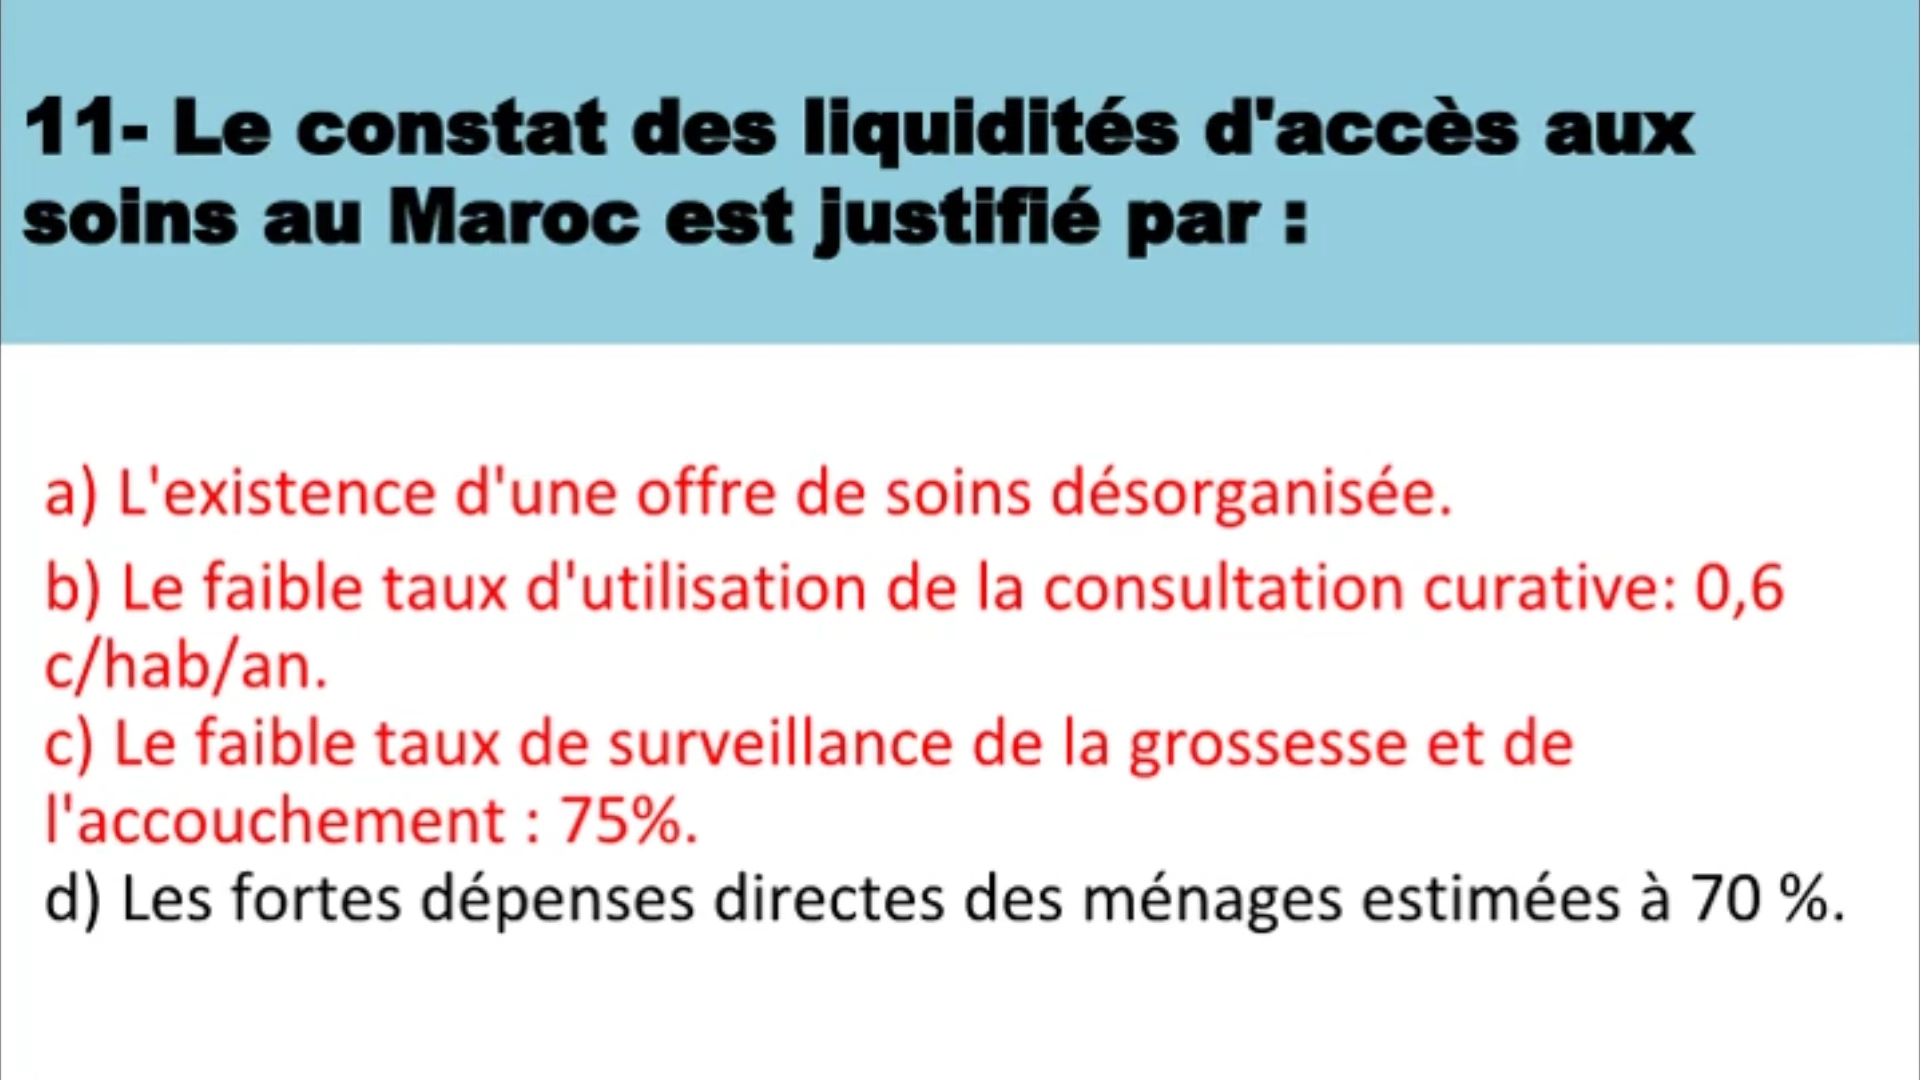 11- Le constat des liquidités d'accès aux
soins au Maroc est justifié par :
a) L'existence d'une offre de soins désorganisée.
b) Le faible taux d'utilisation de la consultation curative: 0,6
c/hab/an.
c) Le faible taux de surveillance de la grossesse et de
l'accouchement : 75%.
d) Les fortes dépenses directes des ménages estimées à 70 %.